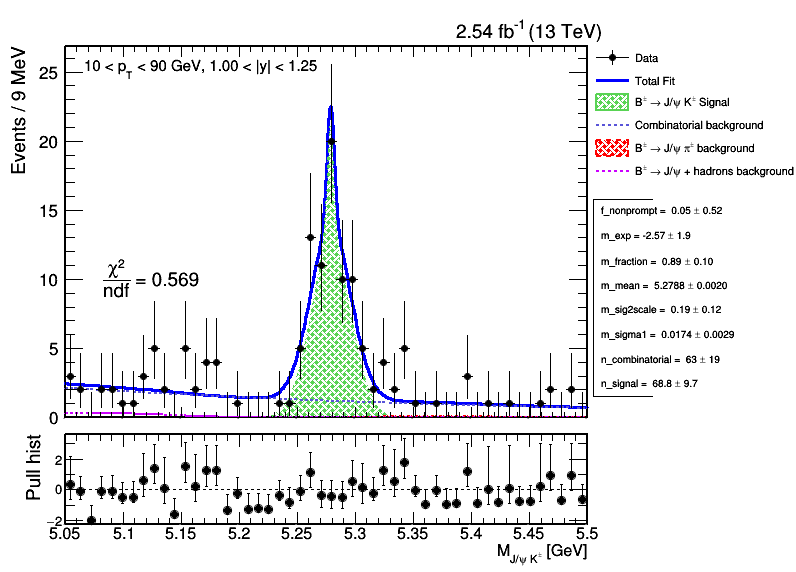 2.54 fb⁻¹ (13 TeV)
Events / 9 MeV
10 < p_T < 90 GeV, 1.00 < |y| < 1.25
25
20
15
10
5
0
χ²/ndf = 0.569
Data
Total Fit
B± → J/ψ K± Signal
Combinatorial background
B± → J/ψ π± background
B± → J/ψ + hadrons background
f_nonprompt = 0.05 ± 0.52
m_exp = -2.57 ± 1.9
m_fraction = 0.89 ± 0.10
m_mean = 5.2788 ± 0.0020
m_sig2scale = 0.19 ± 0.12
m_sigma1 = 0.0174 ± 0.0029
n_combinatorial = 63 ± 19
n_signal = 68.8 ± 9.7
Pull hist
2
0
−2
5.05 5.1 5.15 5.2 5.25 5.3 5.35 5.4 5.45 5.5
M_J/ψ K± [GeV]